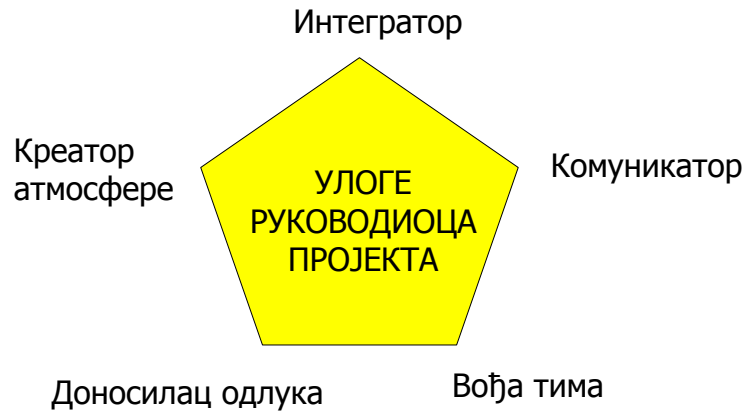 Интегратор
Креатор
атмосфере
Комуникатор
УЛОГЕ
РУКОВОДИОЦА
ПРОЈЕКТА
Доносилац одлука
Вођа тима